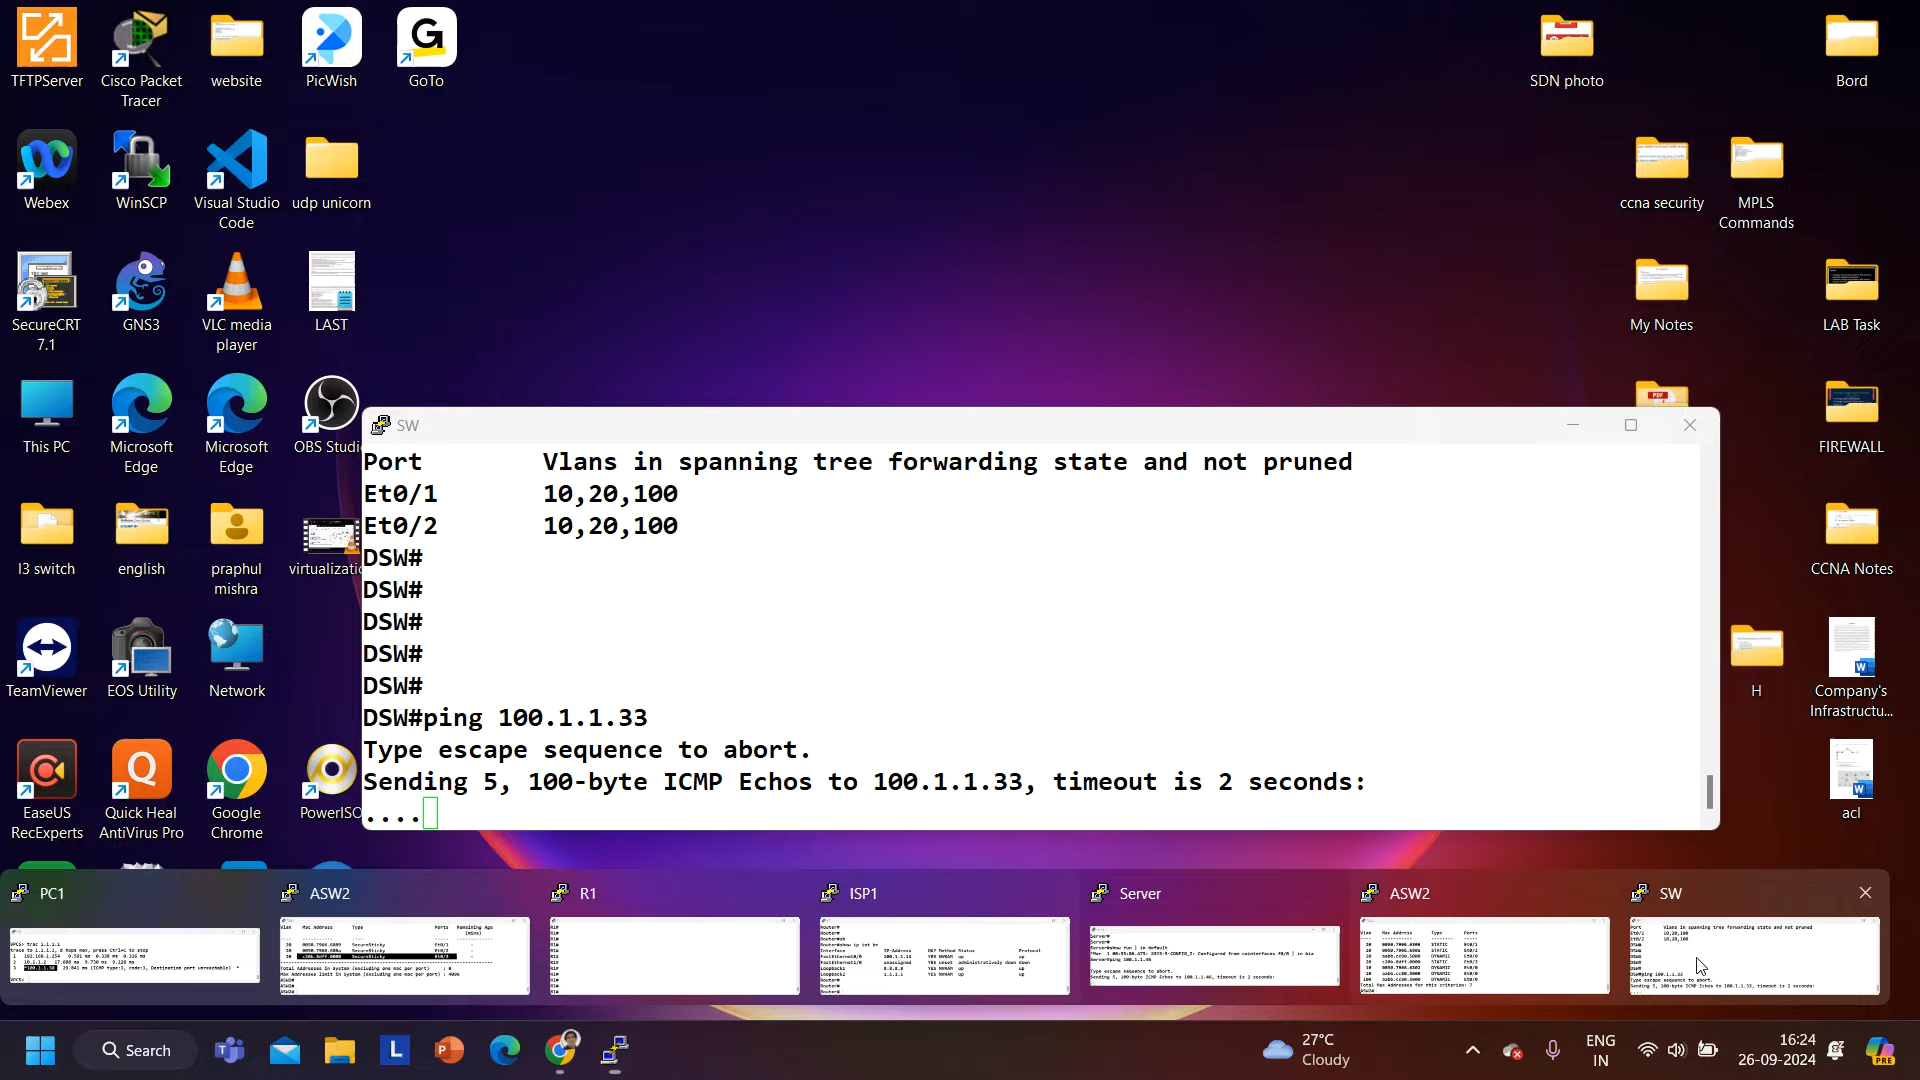 TFTPServer
Cisco Packet
Tracer
website
PicWish
G
GoTo
SDN photo
Bord
Webex
WinSCP
Visual Studio
Code
udp unicorn
ccna security
MPLS
Commands
SecureCRT
7.1
GNS3
VLC media
player
LAST
My Notes
LAB Task
This PC
Microsoft
Edge
Microsoft
Edge
OBS Studi
PDF
FIREWALL
SW
Port Vlans in spanning tree forwarding state and not pruned
Et0/1 10,20,100
Et0/2 10,20,100
DSW#
DSW#
DSW#
DSW#
DSW#
DSW#ping 100.1.1.33
Type escape sequence to abort.
Sending 5, 100-byte ICMP Echos to 100.1.1.33, timeout is 2 seconds:
....
l3 switch
english
praphul
mishra
virtualizati
CCNA Notes
TeamViewer
EOS Utility
Network
H
Company's
Infrastructu...
EaseUS
RecExperts
Quick Heal
AntiVirus Pro
Google
Chrome
PowerISO
acl
PC1
ASW2
R1
ISP1
Server
ASW2
SW
Search
27°C
Cloudy
ENG
IN
16:24
26-09-2024
PRE